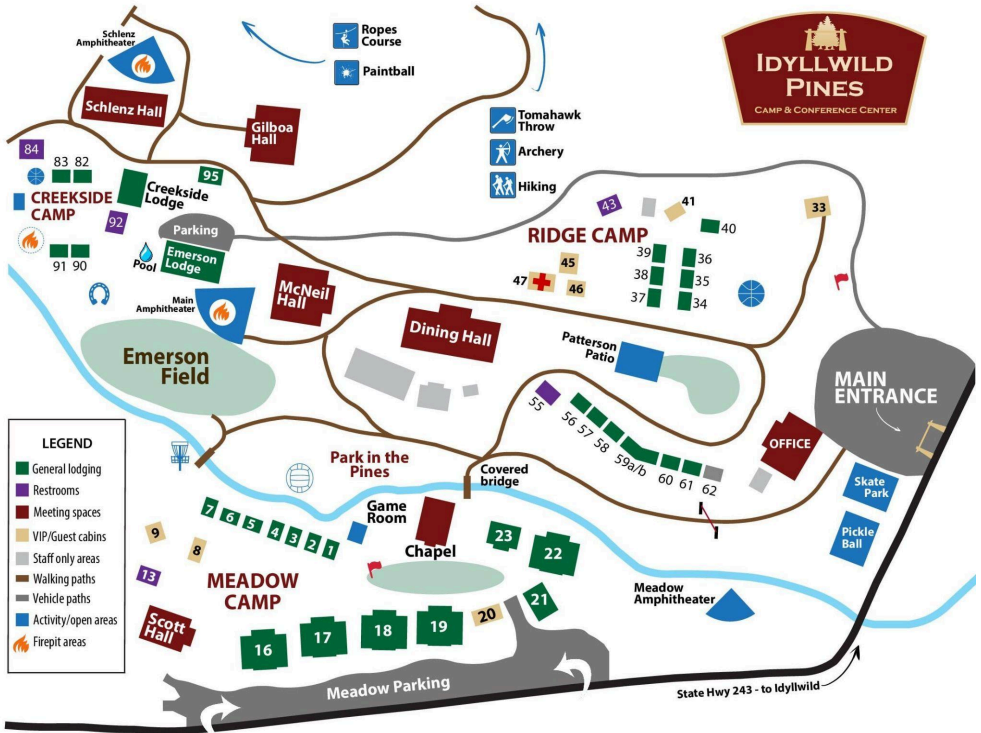 Schlenz
Amphitheater
Ropes
Course
Paintball
IDYLLWILD
PINES
CAMP & CONFERENCE CENTER
Schlenz Hall
Gilboa
Hall
Tomahawk
Throw
Archery
Hiking
84
83
82
95
CREEKSIDE
CAMP
Creekside
Lodge
92
Parking
Emerson
Lodge
Pool
91
90
43
41
33
RIDGE CAMP
40
39
36
38
35
37
34
45
47
46
Main
Amphitheater
McNeil
Hall
Dining Hall
Emerson
Field
Patterson
Patio
MAIN
ENTRANCE
55
56
57
58
59a/b
60
61
62
OFFICE
Skate
Park
Pickle
Ball
LEGEND
General lodging
Restrooms
Meeting spaces
VIP/Guest cabins
Staff only areas
Walking paths
Vehicle paths
Activity/open areas
Firepit areas
Park in the
Pines
Covered
bridge
Game
Room
Chapel
7
6
5
4
3
2
1
9
8
13
23
22
MEADOW
CAMP
Meadow
Amphitheater
Scott
Hall
16
17
18
19
20
21
Meadow Parking
State Hwy 243 - to Idyllwild